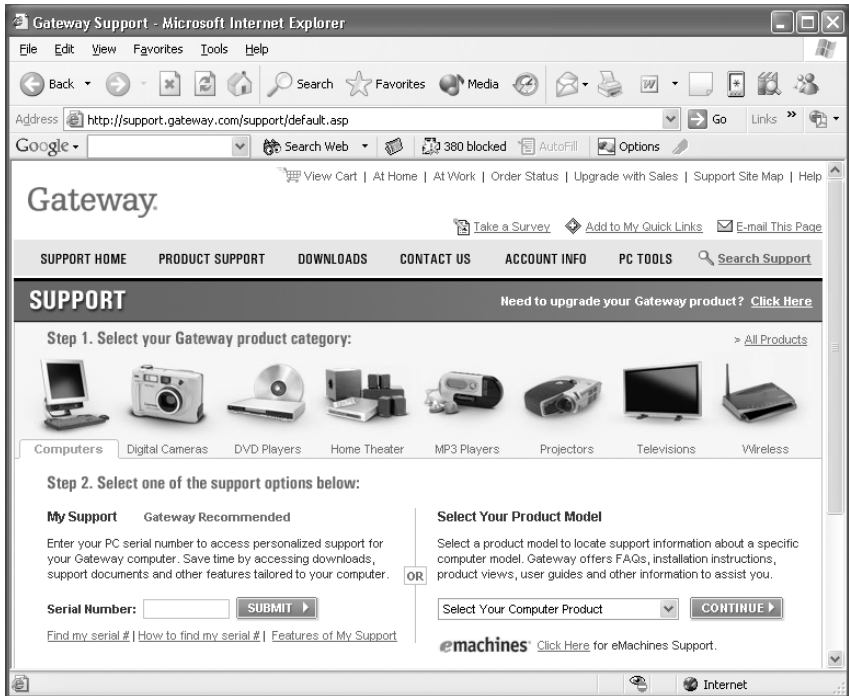 Gateway Support - Microsoft Internet Explorer
File Edit View Favorites Tools Help
Back Search Favorites Media W
Address http://support.gateway.com/support/default.asp Go Links »
Google 380 blocked Search Web AutoFill Options
View Cart | At Home | At Work | Order Status | Upgrade with Sales | Support Site Map | Help
Gateway.
Take a Survey Add to My Quick Links E-mail This Page
SUPPORT HOME PRODUCT SUPPORT DOWNLOADS CONTACT US ACCOUNT INFO PC TOOLS Search Support
SUPPORT Need to upgrade your Gateway product? Click Here
Step 1. Select your Gateway product category: » All Products
Computers Digital Cameras DVD Players Home Theater MP3 Players Projectors Televisions Wireless
Step 2. Select one of the support options below:
My Support Gateway Recommended
Enter your PC serial number to access personalized support for
your Gateway computer. Save time by accessing downloads,
support documents and other features tailored to your computer.
Serial Number: SUBMIT
Find my serial # | How to find my serial # | Features of My Support
OR
Select Your Product Model
Select a product model to locate support information about a specific
computer model. Gateway offers FAQs, installation instructions,
product views, user guides and other information to assist you.
Select Your Computer Product CONTINUE
emachines Click Here for eMachines Support.
Internet